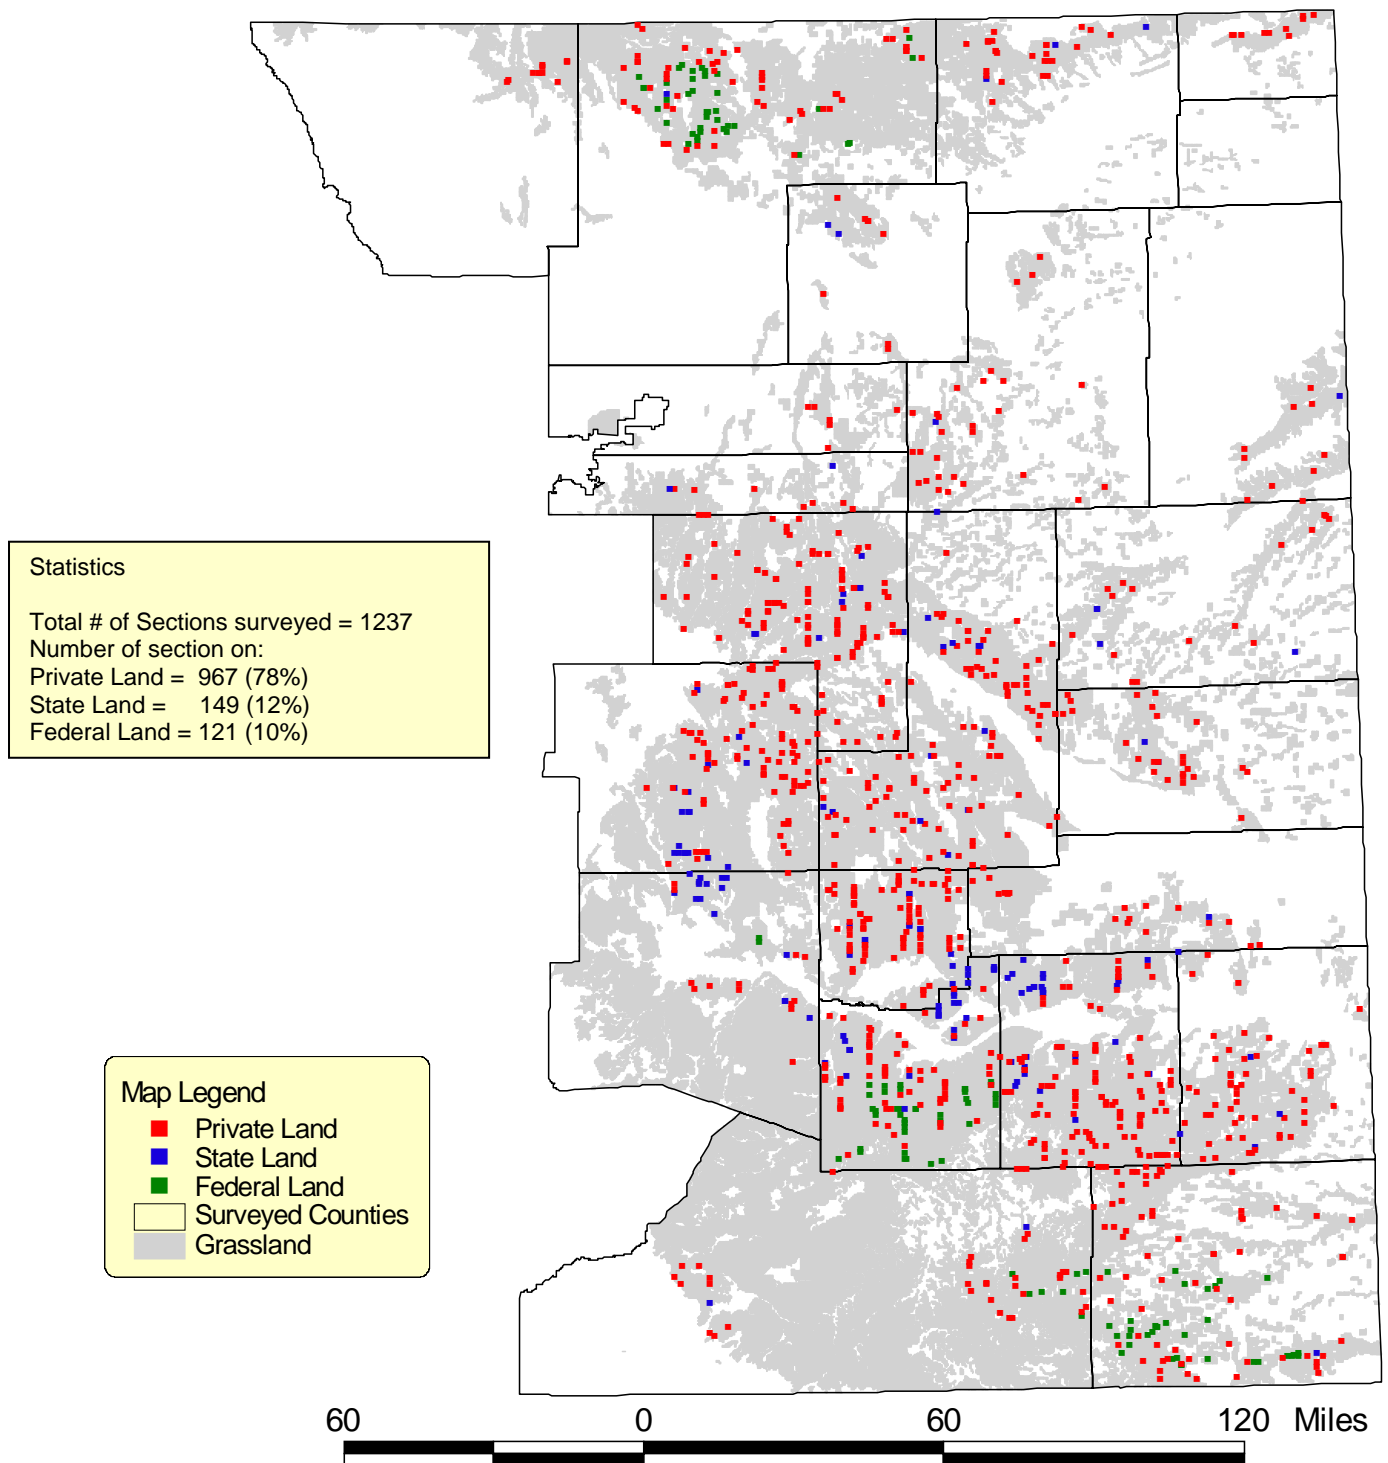 Statistics
Total # of Sections surveyed = 1237
Number of section on:
Private Land = 967 (78%)
State Land = 149 (12%)
Federal Land = 121 (10%)
Map Legend
Private Land
State Land
Federal Land
Surveyed Counties
Grassland
60 0 60 120 Miles